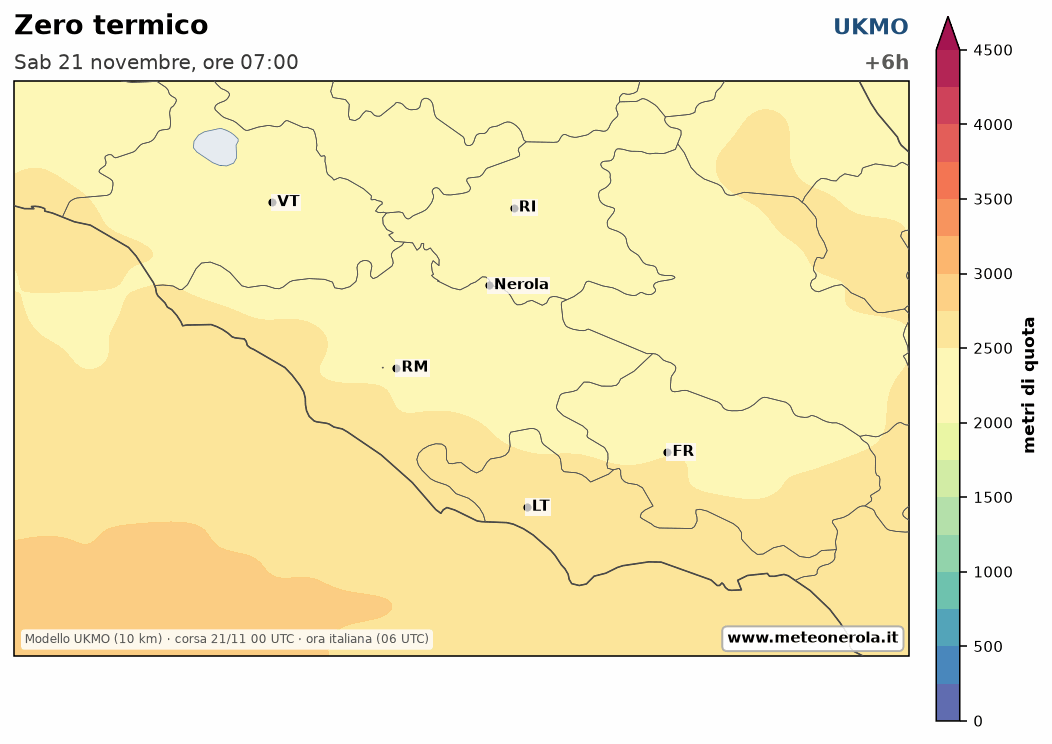 Zero termico
UKMO
Sab 21 novembre, ore 07:00
+6h
VT
RI
Nerola
RM
FR
LT
Modello UKMO (10 km) · corsa 21/11 00 UTC · ora italiana (06 UTC)
www.meteonerola.it
4500
4000
3500
3000
2500
2000
1500
1000
500
0
metri di quota